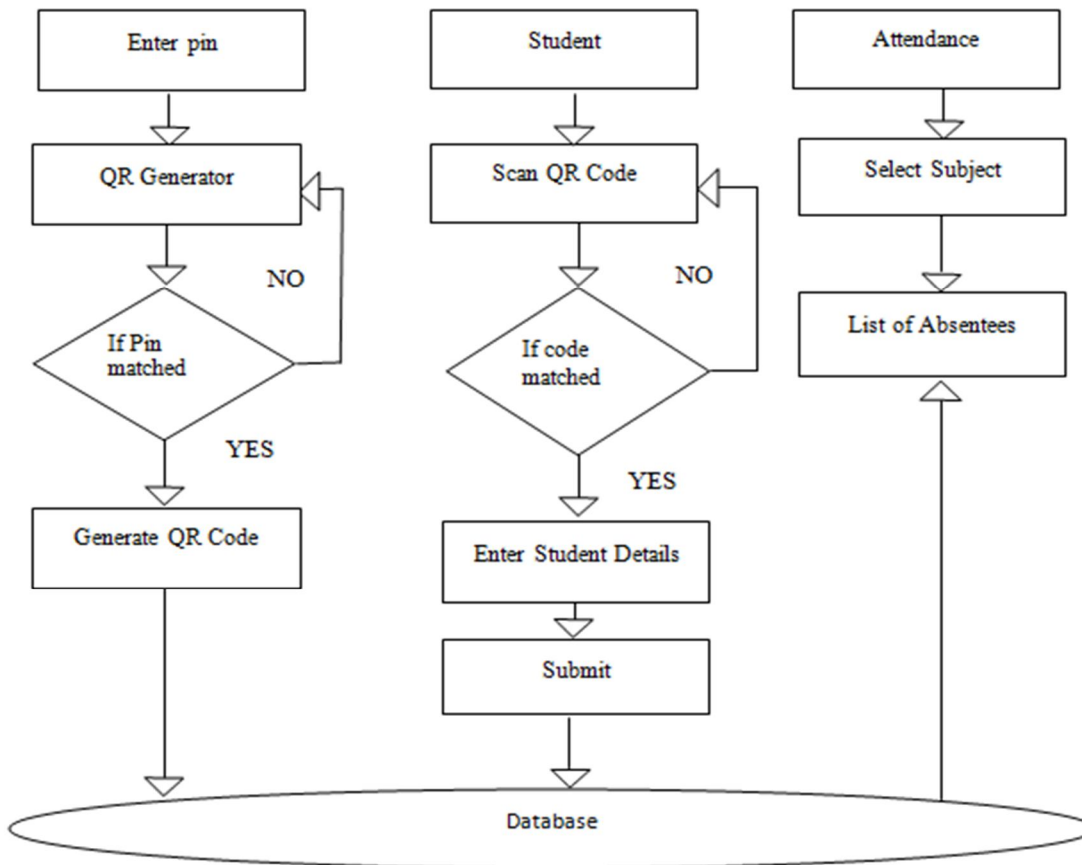 Enter pin
Student
Attendance
QR Generator
Scan QR Code
Select Subject
NO
NO
List of Absentees
If Pin
matched
If code
matched
YES
YES
Generate QR Code
Enter Student Details
Submit
Database